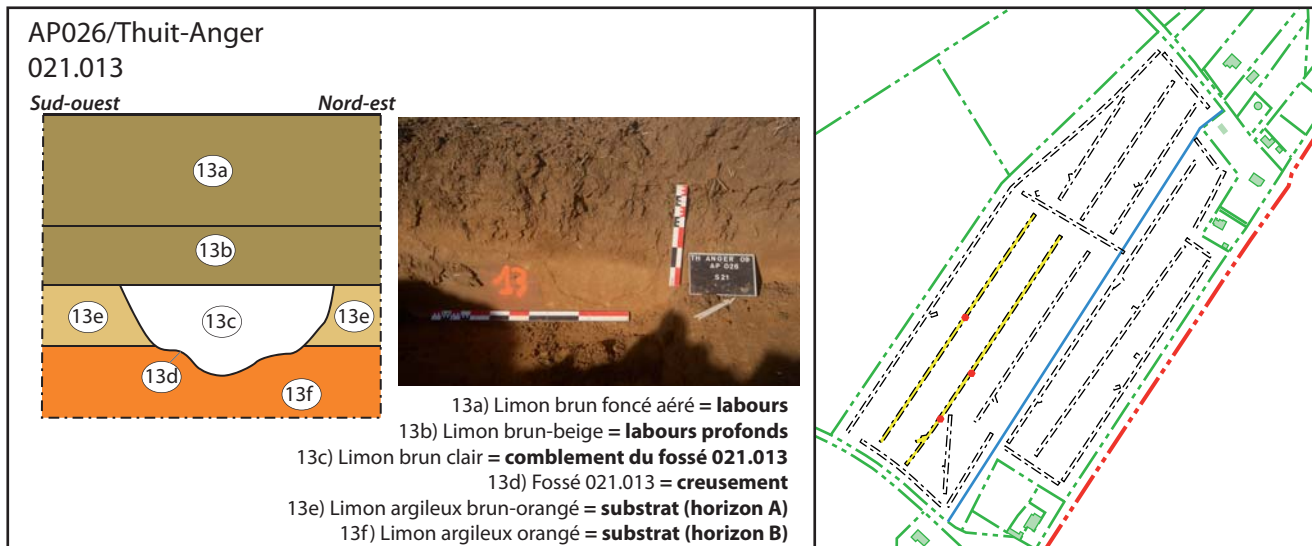 AP026/Thuit-Anger
021.013
Sud-ouest Nord-est
13a
13b
13e 13c 13e
13d 13f
13
TH ANGER 09
AP 026
S21
13a) Limon brun foncé aéré = labours
13b) Limon brun-beige = labours profonds
13c) Limon brun clair = comblement du fossé 021.013
13d) Fossé 021.013 = creusement
13e) Limon argileux brun-orangé = substrat (horizon A)
13f) Limon argileux orangé = substrat (horizon B)